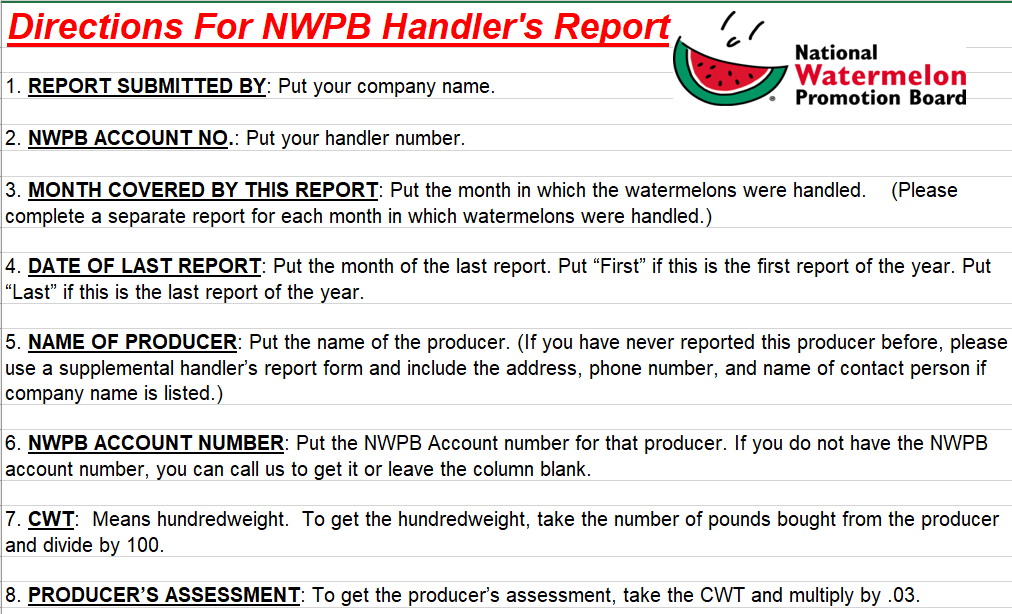 Directions For NWPB Handler's Report
National
Watermelon
Promotion Board
1. REPORT SUBMITTED BY: Put your company name.
2. NWPB ACCOUNT NO.: Put your handler number.
3. MONTH COVERED BY THIS REPORT: Put the month in which the watermelons were handled. (Please
complete a separate report for each month in which watermelons were handled.)
4. DATE OF LAST REPORT: Put the month of the last report. Put “First” if this is the first report of the year. Put
“Last” if this is the last report of the year.
5. NAME OF PRODUCER: Put the name of the producer. (If you have never reported this producer before, please
use a supplemental handler’s report form and include the address, phone number, and name of contact person if
company name is listed.)
6. NWPB ACCOUNT NUMBER: Put the NWPB Account number for that producer. If you do not have the NWPB
account number, you can call us to get it or leave the column blank.
7. CWT: Means hundredweight. To get the hundredweight, take the number of pounds bought from the producer
and divide by 100.
8. PRODUCER’S ASSESSMENT: To get the producer’s assessment, take the CWT and multiply by .03.